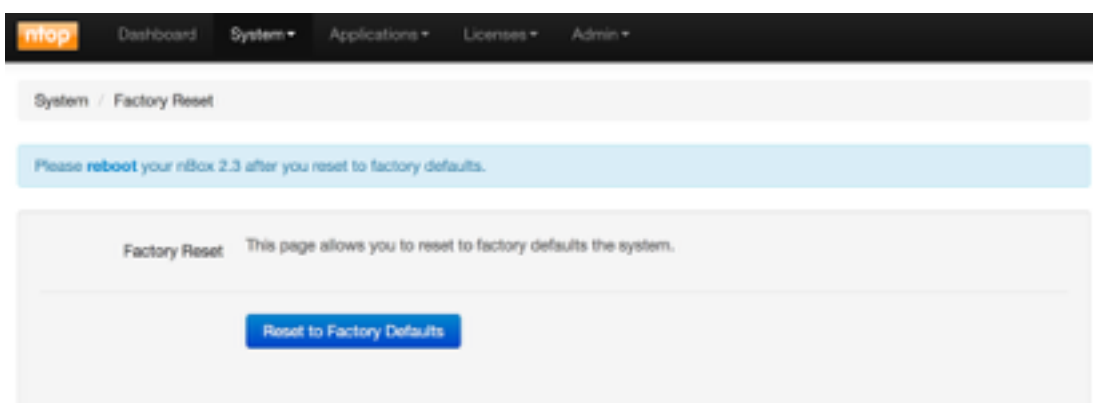 ntop Dashboard System Applications Licenses Admin
System / Factory Reset
Please reboot your nBox 2.3 after you reset to factory defaults.
Factory Reset This page allows you to reset to factory defaults the system.
Reset to Factory Defaults